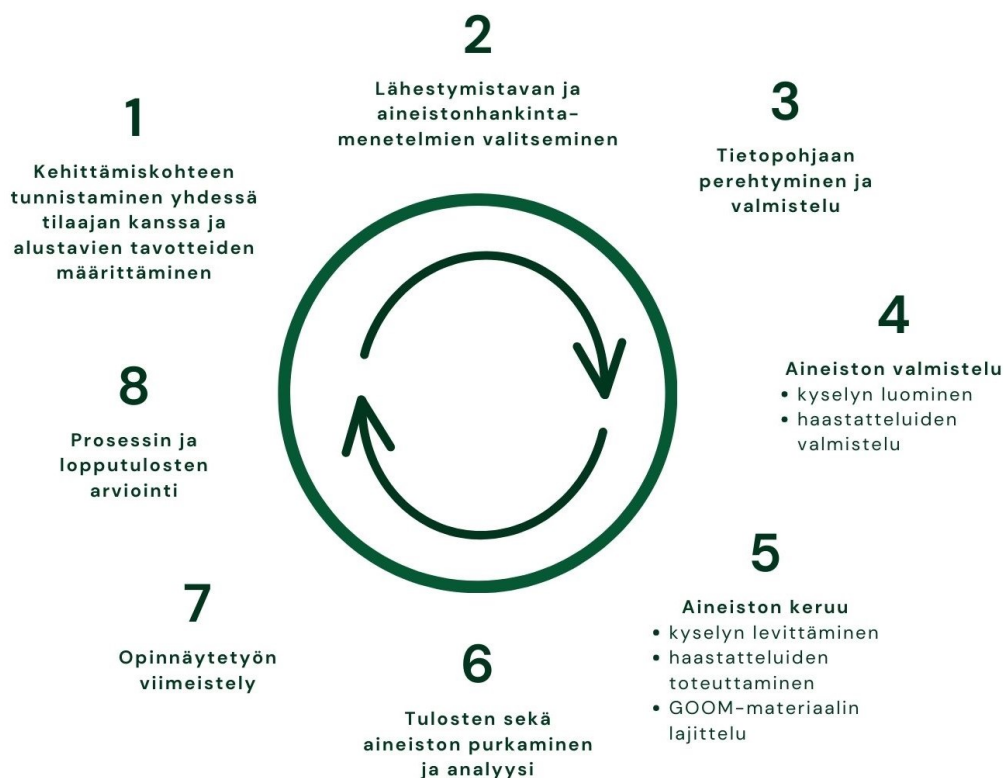 1
Kehittämiskohteen
tunnistaminen yhdessä
tilaajan kanssa ja
alustavien tavotteiden
määrittäminen
2
Lähestymistavan ja
aineistonhankinta-
menetelmien valitseminen
3
Tietopohjaan
perehtyminen ja
valmistelu
4
Aineiston valmistelu
• kyselyn luominen
• haastatteluiden
valmistelu
5
Aineiston keruu
• kyselyn levittäminen
• haastatteluiden
toteuttaminen
• GOOM-materiaalin
lajittelu
6
Tulosten sekä
aineiston purkaminen
ja analyysi
7
Opinnäytetyön
viimeistely
8
Prosessin ja
lopputulosten
arviointi